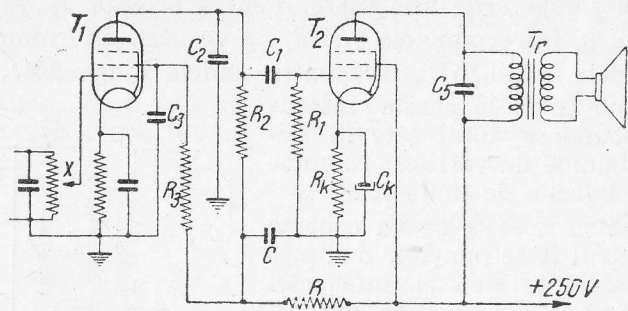 T₁
T₂
Tr
C₂
C₁
C₃
C₅
R₂
R₁
X
R₃
Rₖ
Cₖ
C
R
+250V